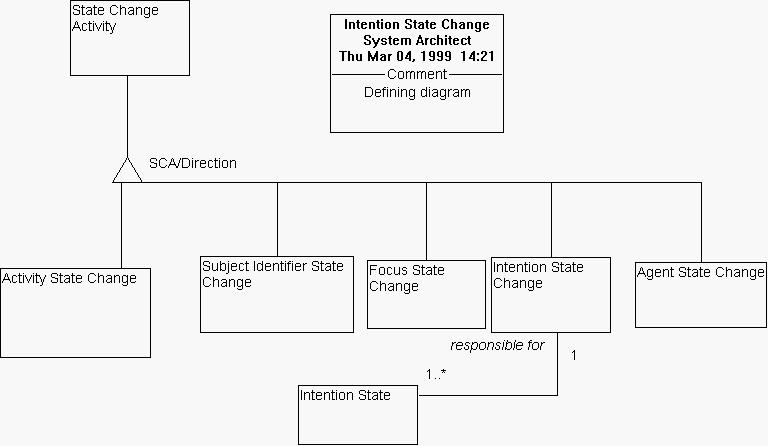 State Change
Activity
Intention State Change
System Architect
Thu Mar 04, 1999 14:21
Comment
Defining diagram
SCA/Direction
Activity State Change
Subject Identifier State
Change
Focus State
Change
Intention State
Change
Agent State Change
responsible for
1
1..*
Intention State